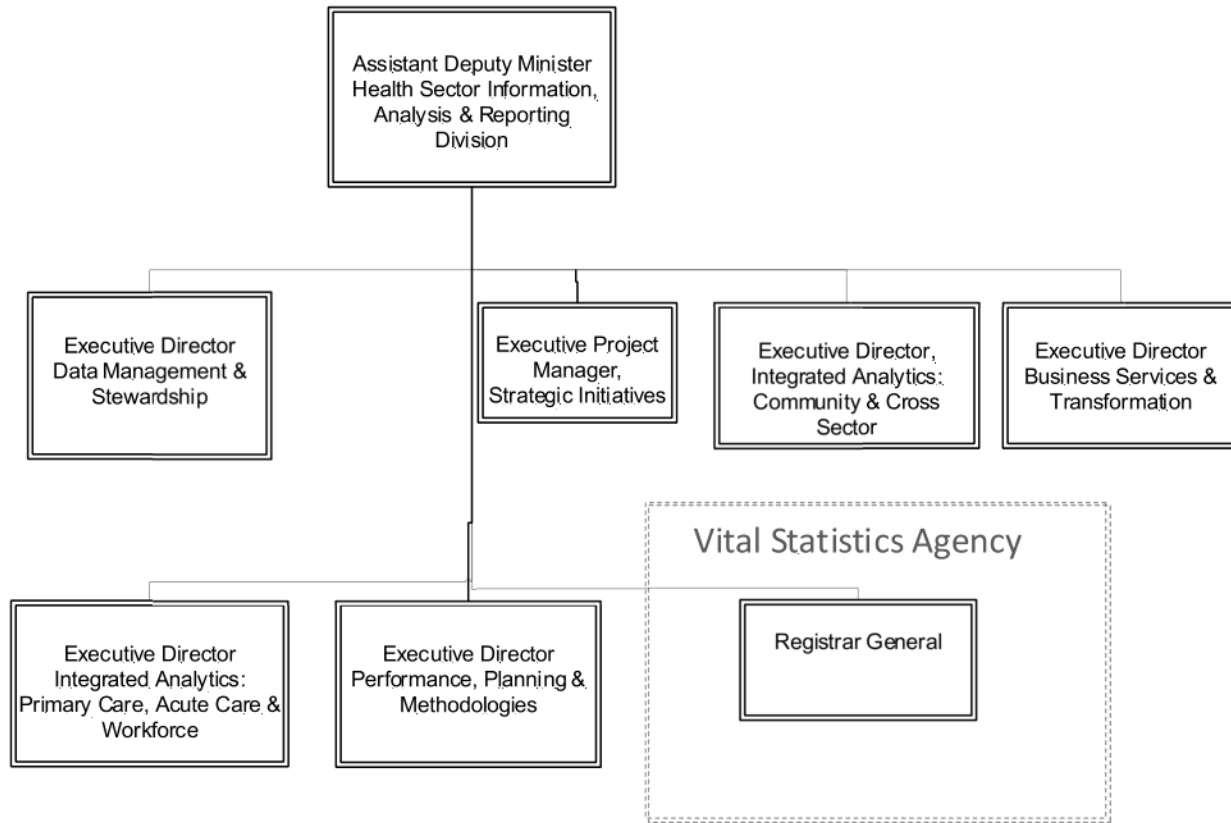 Assistant Deputy Minister
Health Sector Information,
Analysis & Reporting
Division
Executive Director
Data Management &
Stewardship
Executive Project
Manager,
Strategic Initiatives
Executive Director,
Integrated Analytics:
Community & Cross
Sector
Executive Director
Business Services &
Transformation
Vital Statistics Agency
Executive Director
Integrated Analytics:
Primary Care, Acute Care &
Workforce
Executive Director
Performance, Planning &
Methodologies
Registrar General